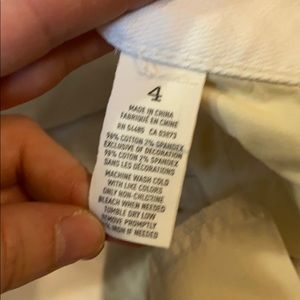 4
MADE IN CHINA
FABRIQUÉ EN CHINE
RN 54485 CA 03673
98% COTTON 2% SPANDEX
EXCLUSIVE OF DECORATION
98% COTON 2% SPANDEX
SANS LES DÉCORATIONS
MACHINE WASH COLD
WITH LIKE COLORS
ONLY NON-CHLORINE
BLEACH WHEN NEEDED
TUMBLE DRY LOW
REMOVE PROMPTLY
IRON IF NEEDED